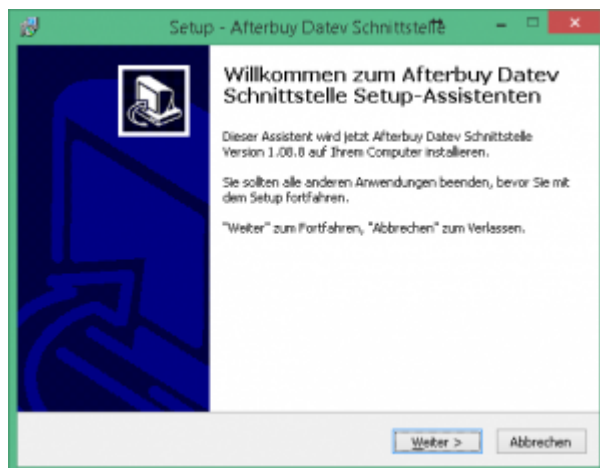 Setup - Afterbuy Datev Schnittstelle
Willkommen zum Afterbuy Datev
Schnittstelle Setup-Assistenten
Dieser Assistent wird jetzt Afterbuy Datev Schnittstelle
Version 1.08.8 auf Ihrem Computer installieren.
Sie sollten alle anderen Anwendungen beenden, bevor Sie mit
dem Setup fortfahren.
"Weiter" zum Fortfahren, "Abbrechen" zum Verlassen.
Weiter >
Abbrechen